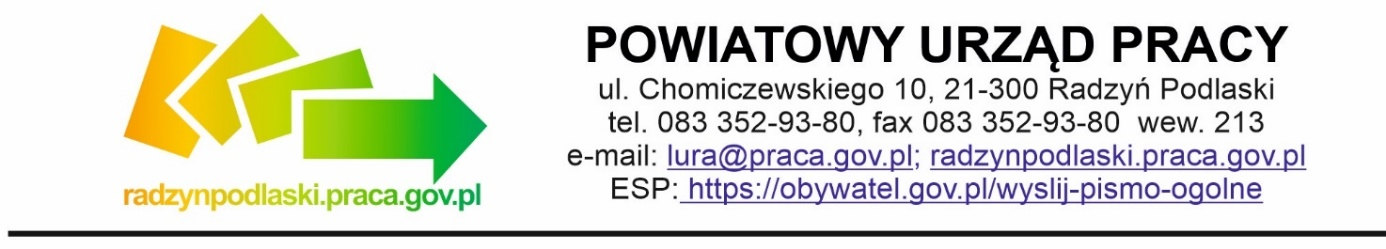 POWIATOWY URZĄD PRACY
ul. Chomiczewskiego 10, 21-300 Radzyń Podlaski
tel. 083 352-93-80, fax 083 352-93-80 wew. 213
e-mail: lura@praca.gov.pl; radzynpodlaski.praca.gov.pl
ESP: https://obywatel.gov.pl/wyslij-pismo-ogolne
radzynpodlaski.praca.gov.pl